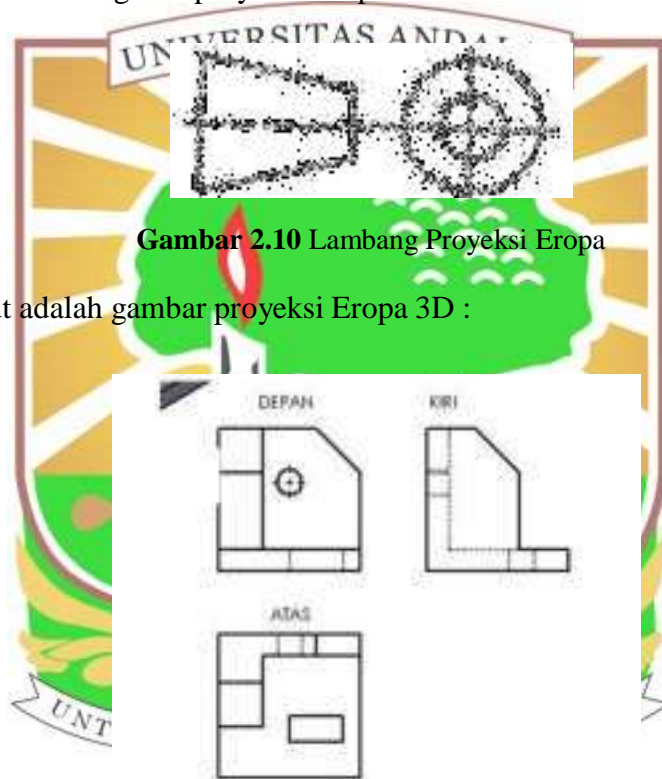 UNIVERSITAS ANDAL
Gambar 2.10 Lambang Proyeksi Eropa
adalah gambar proyeksi Eropa 3D :
DEPAN KIRI
ATAS
UNT